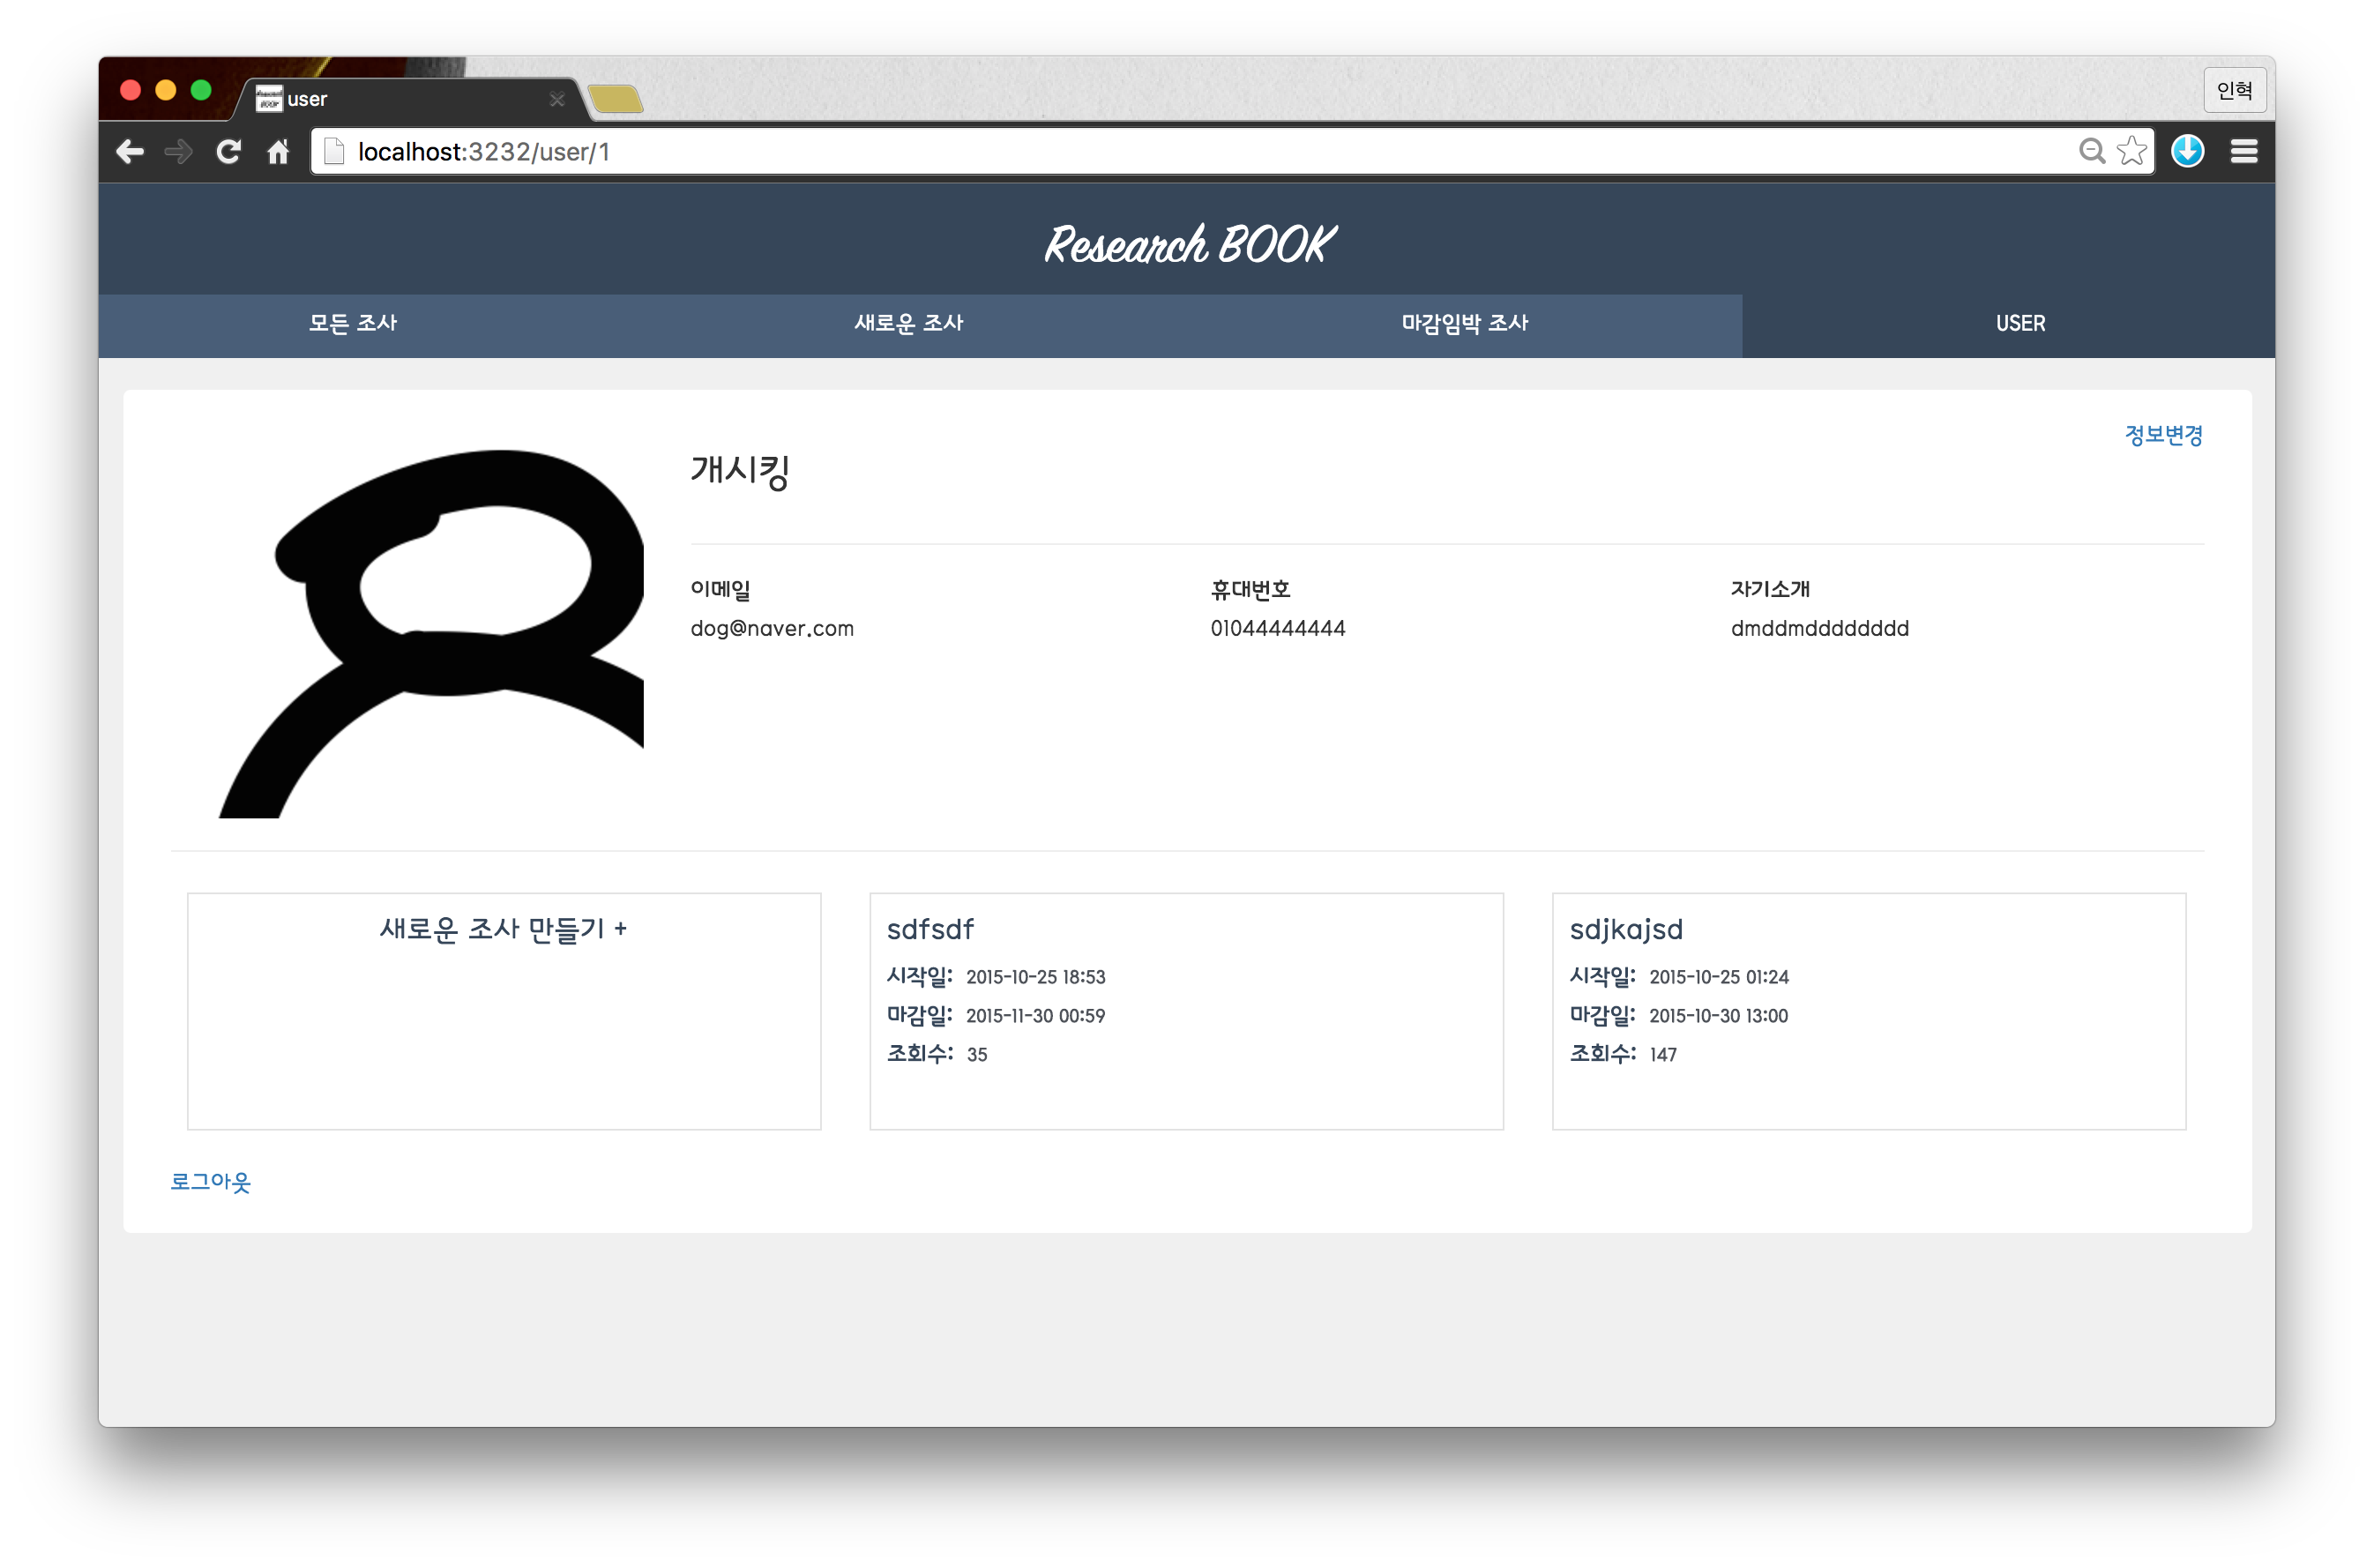 user
인혁
localhost:3232/user/1
Research BOOK
모든 조사 새로운 조사 마감임박 조사 USER
정보변경
개시킹
이메일 휴대번호 자기소개
dog@naver.com 01044444444 dmddmdddddddd
새로운 조사 만들기 +
sdfsdf
시작일: 2015-10-25 18:53
마감일: 2015-11-30 00:59
조회수: 35
sdjkajsd
시작일: 2015-10-25 01:24
마감일: 2015-10-30 13:00
조회수: 147
로그아웃